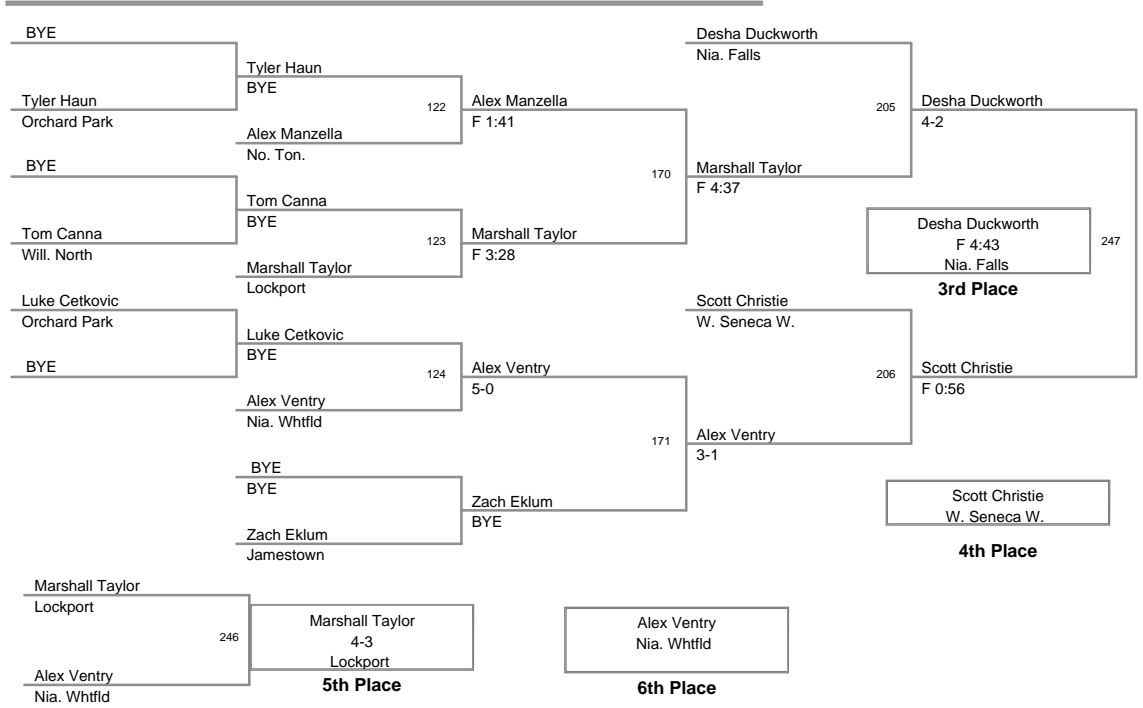 BYE
Tyler Haun
Orchard Park
BYE
Tom Canna
Will. North
Luke Cetkovic
Orchard Park
BYE
Tyler Haun
BYE
122
Alex Manzella
No. Ton.
Tom Canna
BYE
123
Marshall Taylor
Lockport
Luke Cetkovic
BYE
124
Alex Ventry
Nia. Whtfld
BYE
BYE
Zach Eklum
Jamestown
Alex Manzella
F 1:41
170
Marshall Taylor
F 3:28
Alex Ventry
5-0
171
Zach Eklum
BYE
Desha Duckworth
Nia. Falls
205
Marshall Taylor
F 4:37
Scott Christie
W. Seneca W.
206
Alex Ventry
3-1
Desha Duckworth
4-2
247
Scott Christie
F 0:56
Desha Duckworth
F 4:43
Nia. Falls
3rd Place
Scott Christie
W. Seneca W.
4th Place
Marshall Taylor
Lockport
246
Alex Ventry
Nia. Whtfld
Marshall Taylor
4-3
Lockport
5th Place
Alex Ventry
Nia. Whtfld
6th Place